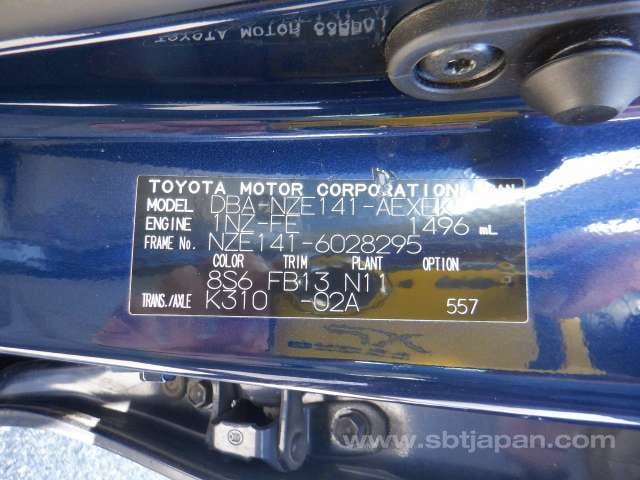 TOYOTA MOTOR CORPORATION JAPAN
MODEL DBA-NZE141-AEXEK
ENGINE 1NZ-FE 1496 mL
FRAME No. NZE141-6028295
COLOR TRIM PLANT OPTION
8S6 FB13 N11
TRANS./AXLE K310 -02A 557
www.sbtjapan.com